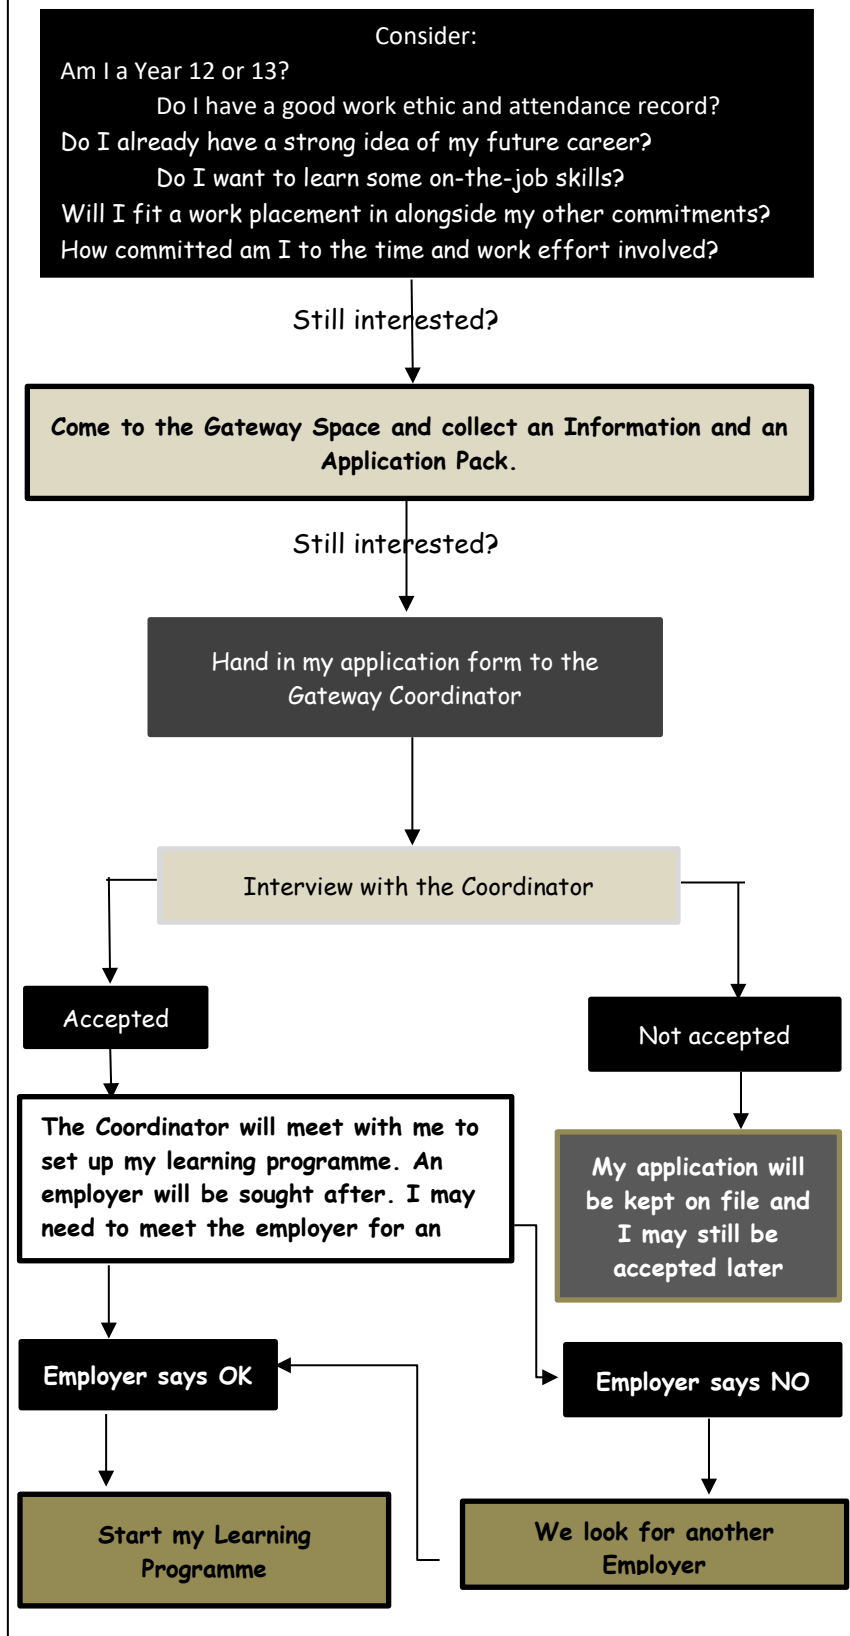 Consider:
Am I a Year 12 or 13?
Do I have a good work ethic and attendance record?
Do I already have a strong idea of my future career?
Do I want to learn some on-the-job skills?
Will I fit a work placement in alongside my other commitments?
How committed am I to the time and work effort involved?
Still interested?
Come to the Gateway Space and collect an Information and an
Application Pack.
Still interested?
Hand in my application form to the
Gateway Coordinator
Interview with the Coordinator
Accepted
Not accepted
The Coordinator will meet with me to
set up my learning programme. An
employer will be sought after. I may
need to meet the employer for an
My application will
be kept on file and
I may still be
accepted later
Employer says OK
Employer says NO
Start my Learning
Programme
We look for another
Employer